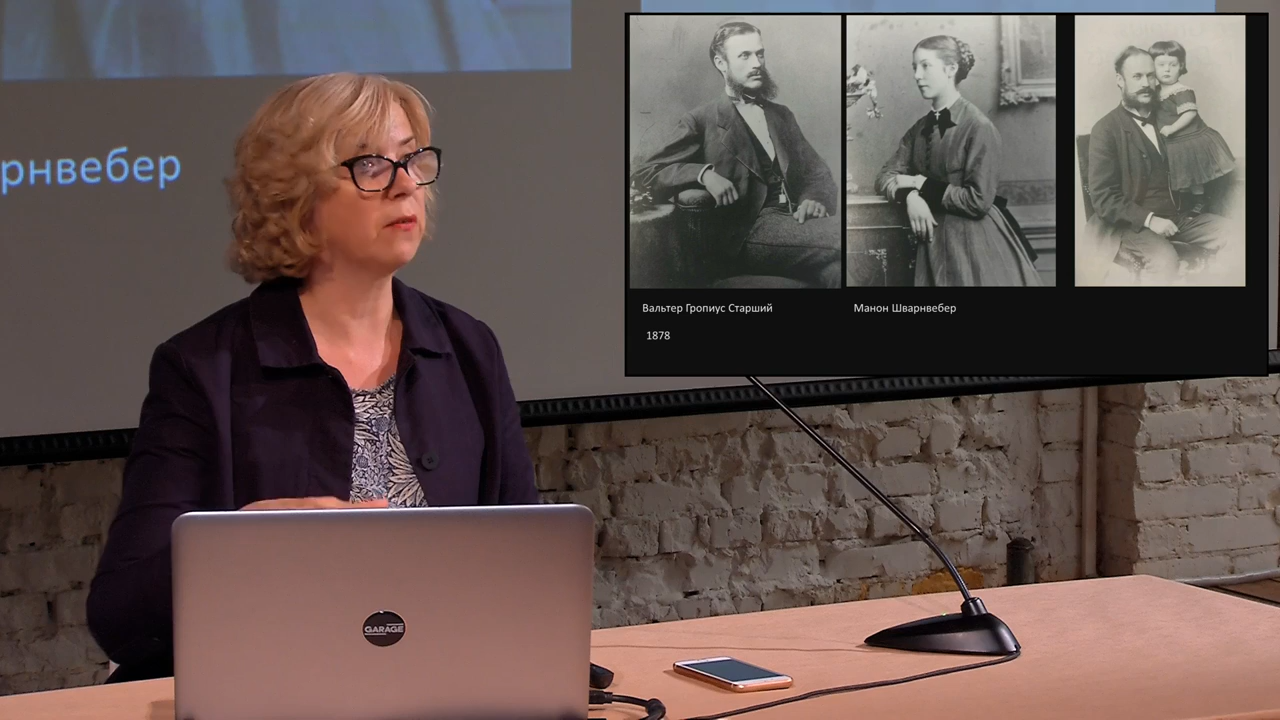 рнвебер
Вальтер Гропиус Старший
1878
Манон Шварнвебер
GARAGE